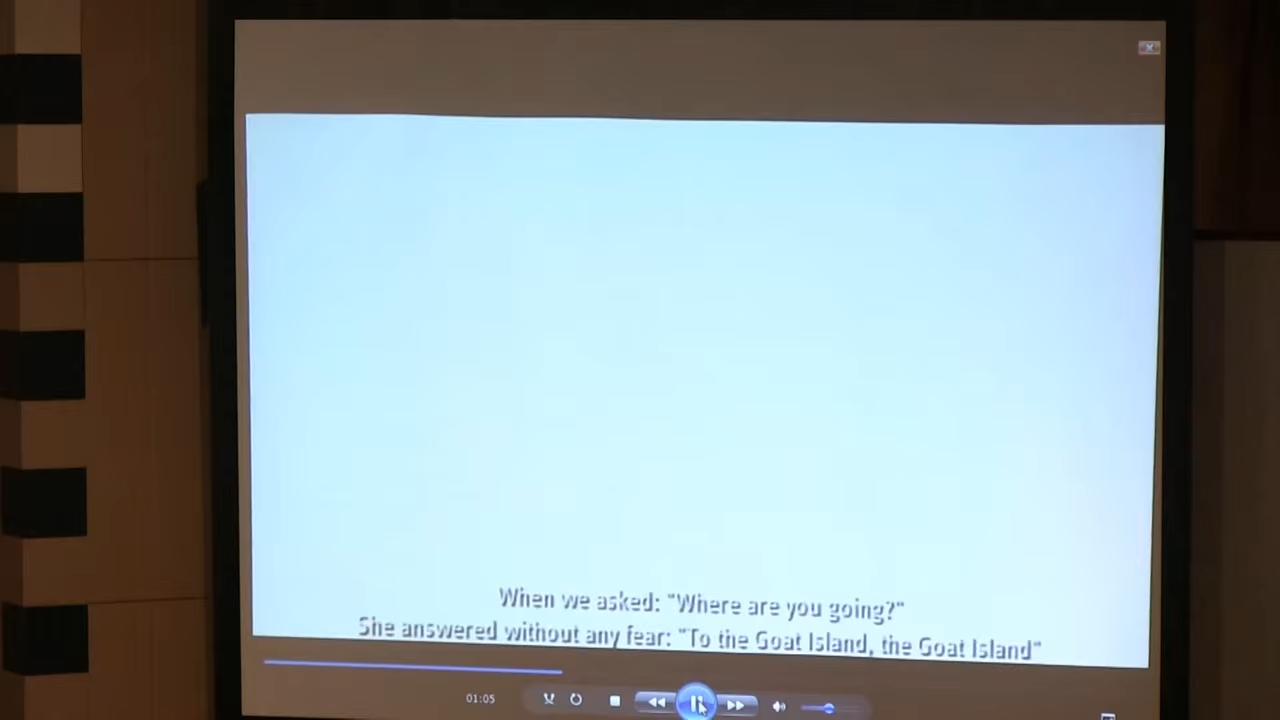 When we asked: "Where are you going?"
She answered without any fear: "To the Goat Island, the Goat Island"
01:05